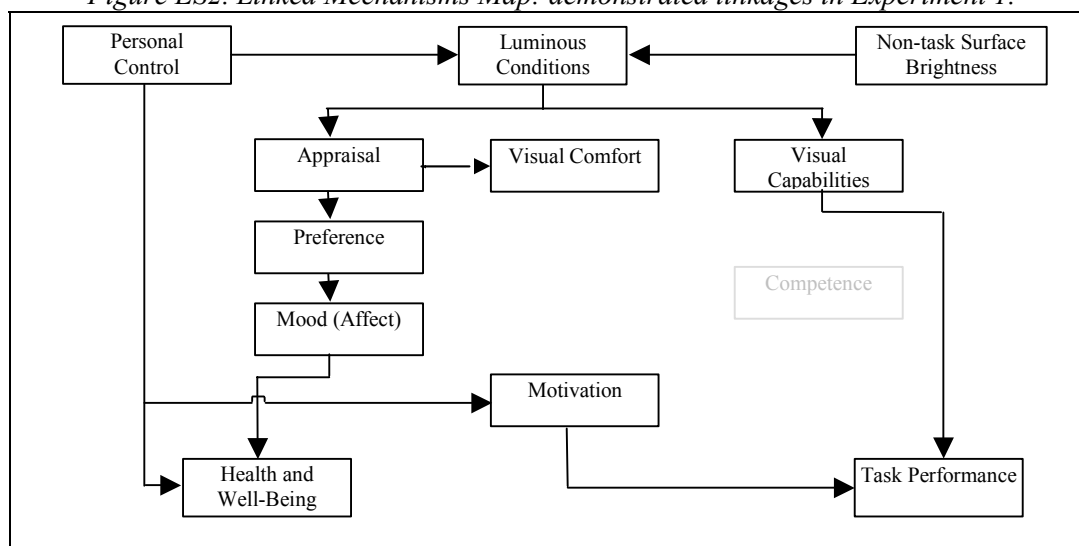 Figure ES2. Linked Mechanisms Map: demonstrated linkages in Experiment 1.
Personal
Control
Luminous
Conditions
Non-task Surface
Brightness
Appraisal
Visual Comfort
Visual
Capabilities
Preference
Competence
Mood (Affect)
Motivation
Health and
Well-Being
Task Performance